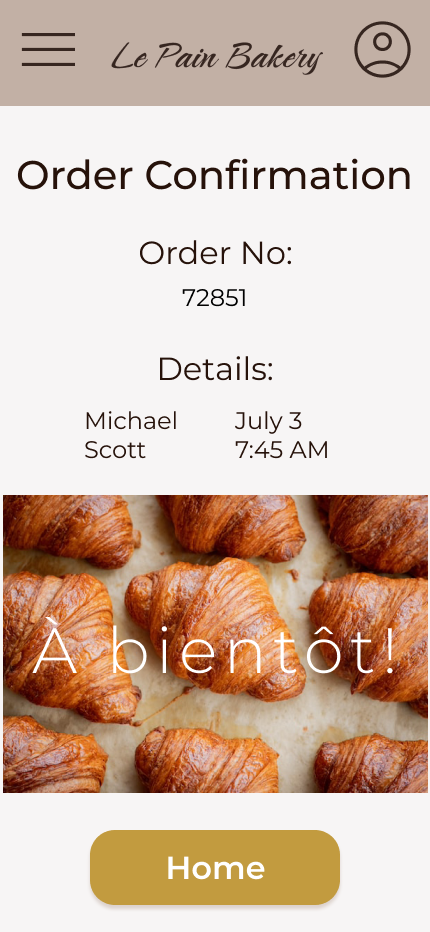 Le Pain Bakery
Order Confirmation
Order No:
72851
Details:
Michael
Scott
July 3
7:45 AM
À bientôt!
Home